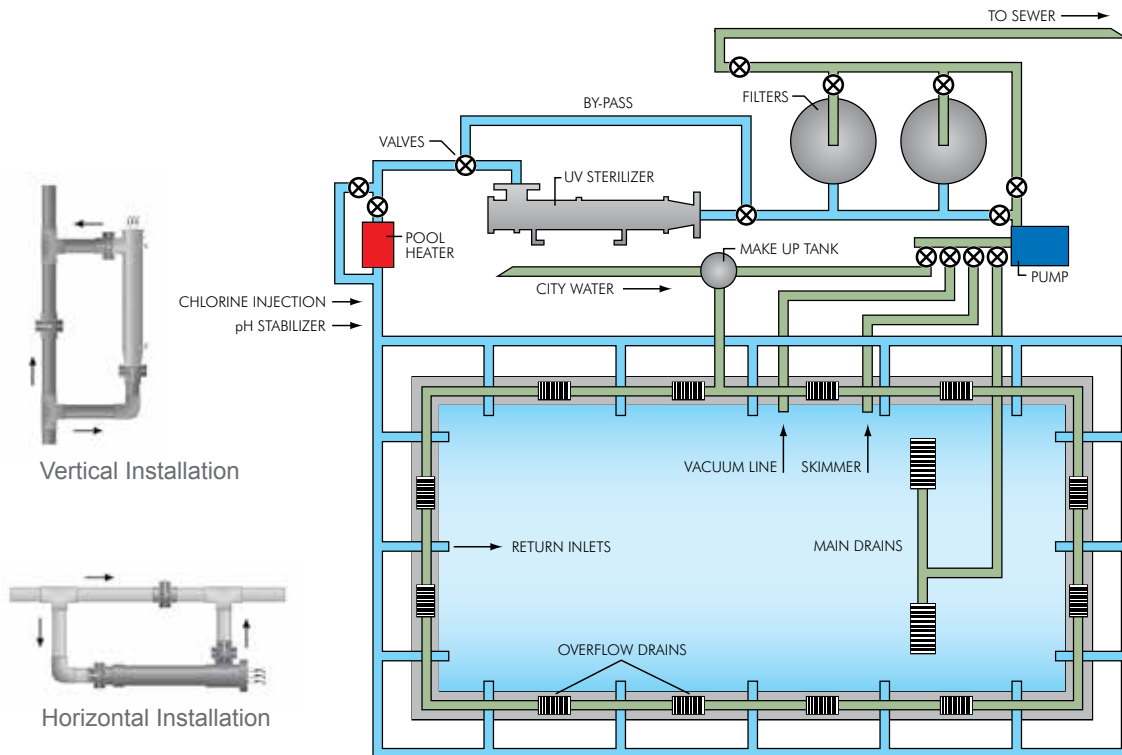 TO SEWER
FILTERS
BY-PASS
VALVES
UV STERILIZER
POOL
HEATER
MAKE UP TANK
PUMP
CITY WATER
CHLORINE INJECTION
pH STABILIZER
Vertical Installation
VACUUM LINE
SKIMMER
RETURN INLETS
MAIN DRAINS
OVERFLOW DRAINS
Horizontal Installation